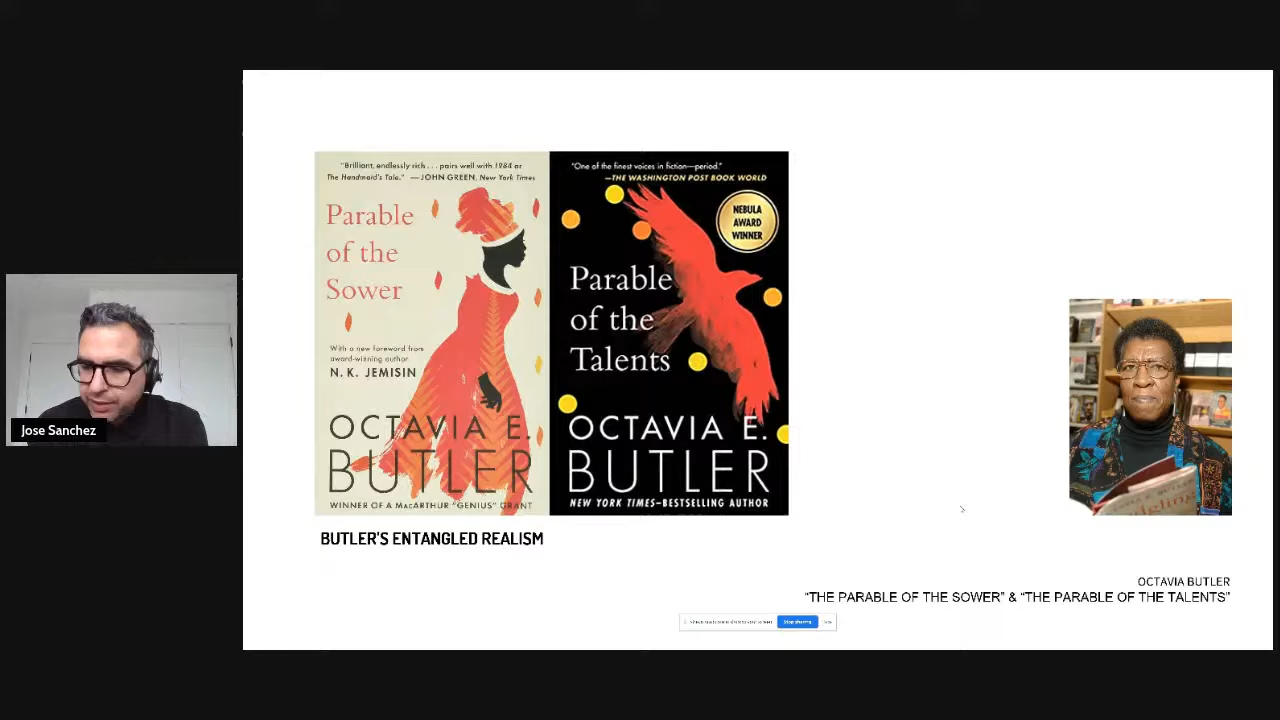 "Brilliant, endlessly rich . . . pairs well with 1984 or
The Handmaid's Tale." —JOHN GREEN, New York Times
Parable
of the
Sower
With a new foreword from
award-winning author
N. K. JEMISIN
OCTAVIA E.
BUTLER
WINNER OF A MacARTHUR "GENIUS" GRANT
"One of the finest voices in fiction—period."
—THE WASHINGTON POST BOOK WORLD
NEBULA
AWARD
WINNER
Parable
of the
Talents
OCTAVIA E.
BUTLER
NEW YORK TIMES–BESTSELLING AUTHOR
Jose Sanchez
BUTLER'S ENTANGLED REALISM
OCTAVIA BUTLER
"THE PARABLE OF THE SOWER" & "THE PARABLE OF THE TALENTS"
Stop sharing